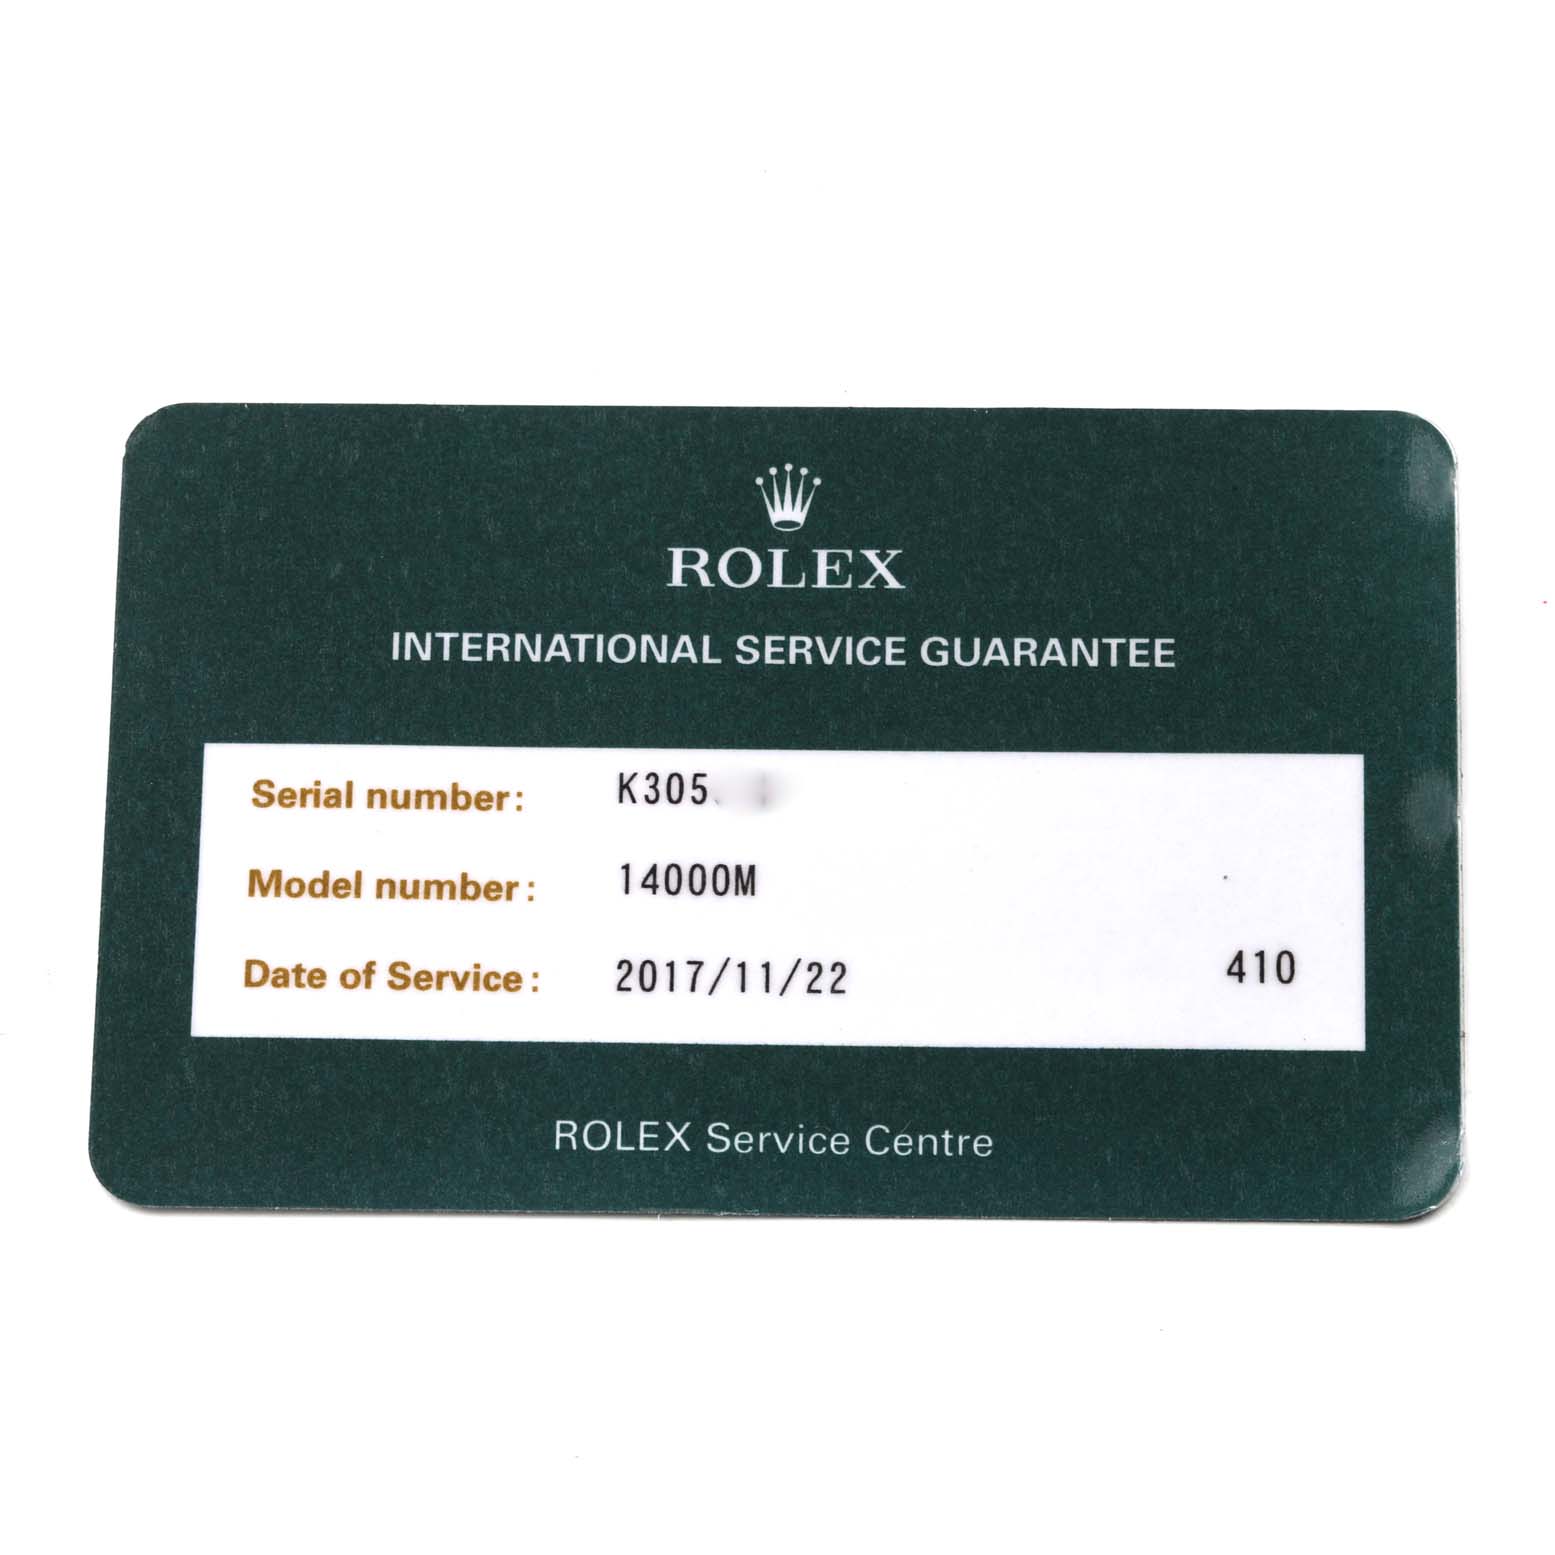 ROLEX
INTERNATIONAL SERVICE GUARANTEE
Serial number: K305
Model number: 14000M
Date of Service: 2017/11/22 410
ROLEX Service Centre